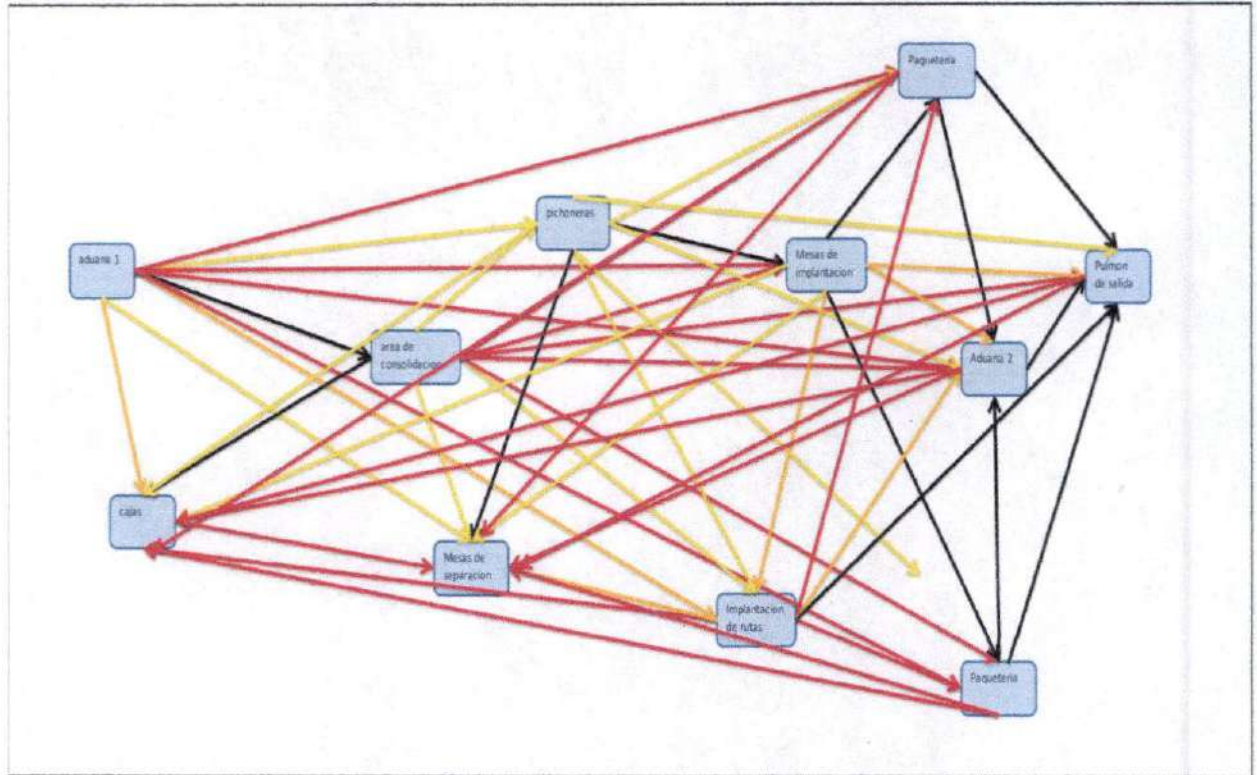 Paqueteria
pichoneras
aduana 1
Mesas de
implantacion
Pulmon
de salida
area de
consolidacion
Aduana 2
cajas
Mesas de
separacion
Implantacion
de rutas
Paqueteria